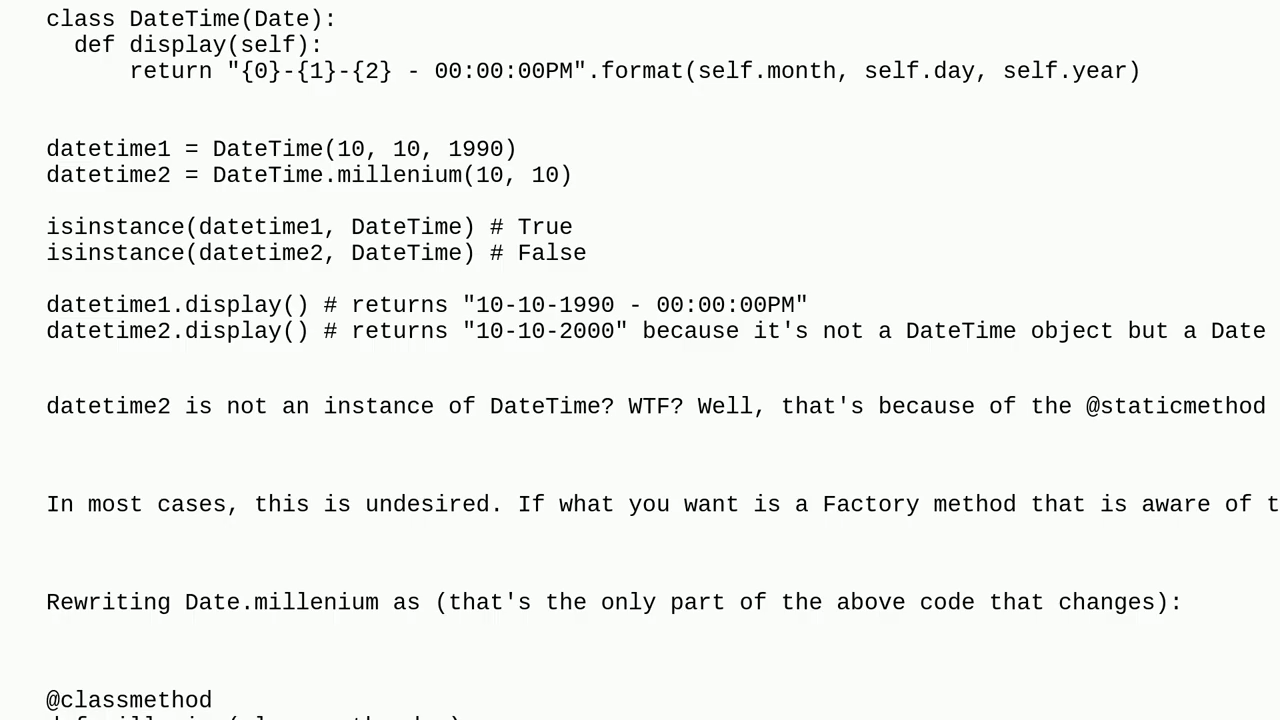 class DateTime(Date):
  def display(self):
      return "{0}-{1}-{2} - 00:00:00PM".format(self.month, self.day, self.year)
datetime1 = DateTime(10, 10, 1990)
datetime2 = DateTime.millenium(10, 10)
isinstance(datetime1, DateTime) # True
isinstance(datetime2, DateTime) # False
datetime1.display() # returns "10-10-1990 - 00:00:00PM"
datetime2.display() # returns "10-10-2000" because it's not a DateTime object but a Date
datetime2 is not an instance of DateTime? WTF? Well, that's because of the @staticmethod
In most cases, this is undesired. If what you want is a Factory method that is aware of
Rewriting Date.millenium as (that's the only part of the above code that changes):
@classmethod